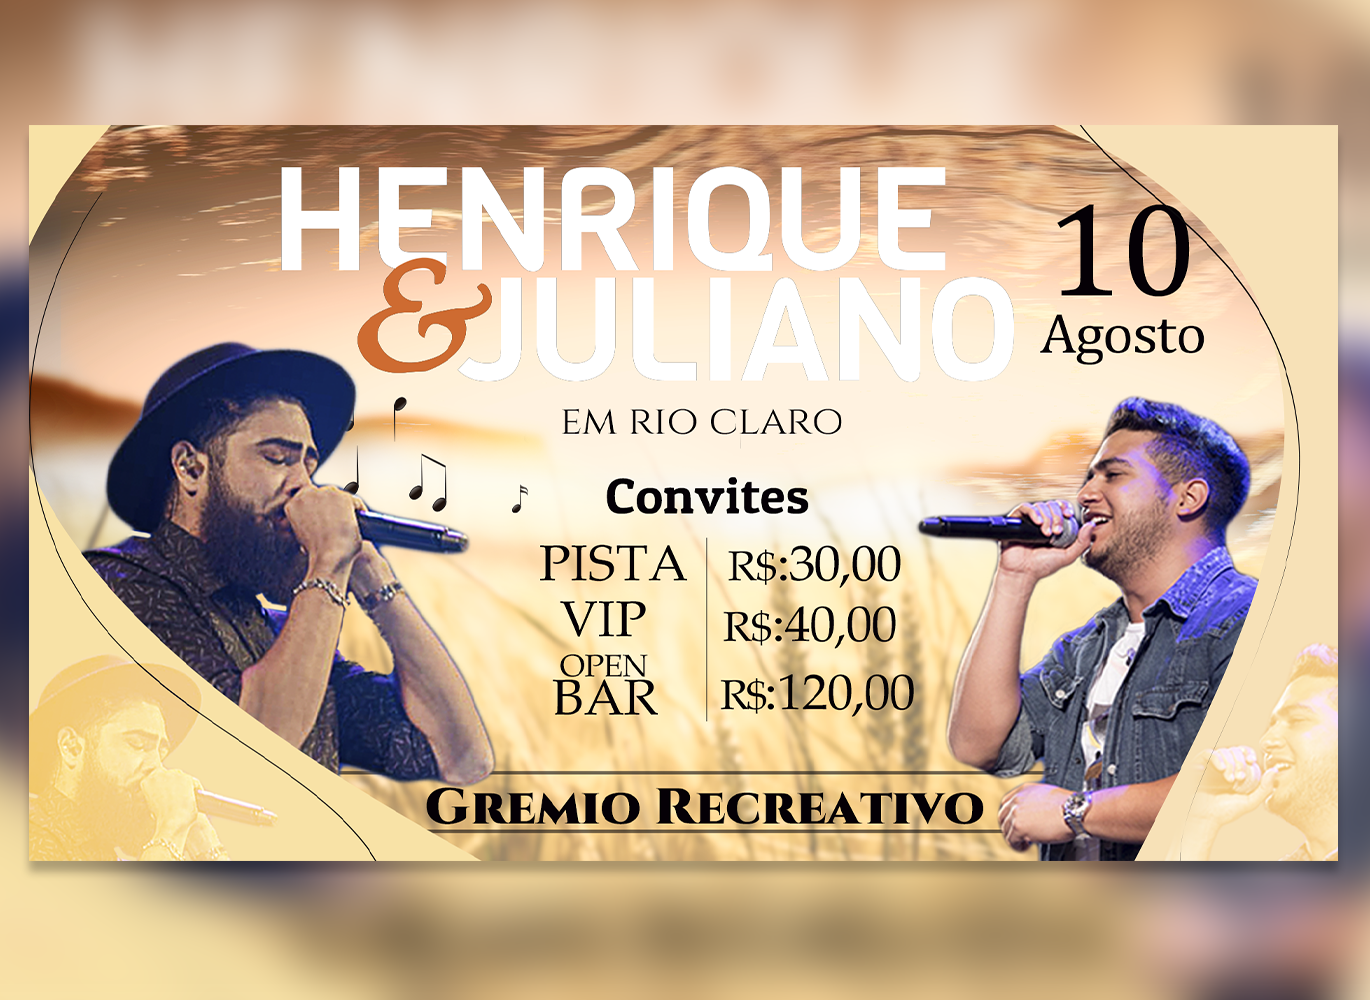 HENRIQUE
& JULIANO
10
Agosto
EM RIO CLARO
Convites
PISTA R$:30,00
VIP R$:40,00
OPEN
BAR R$:120,00
GREMIO RECREATIVO